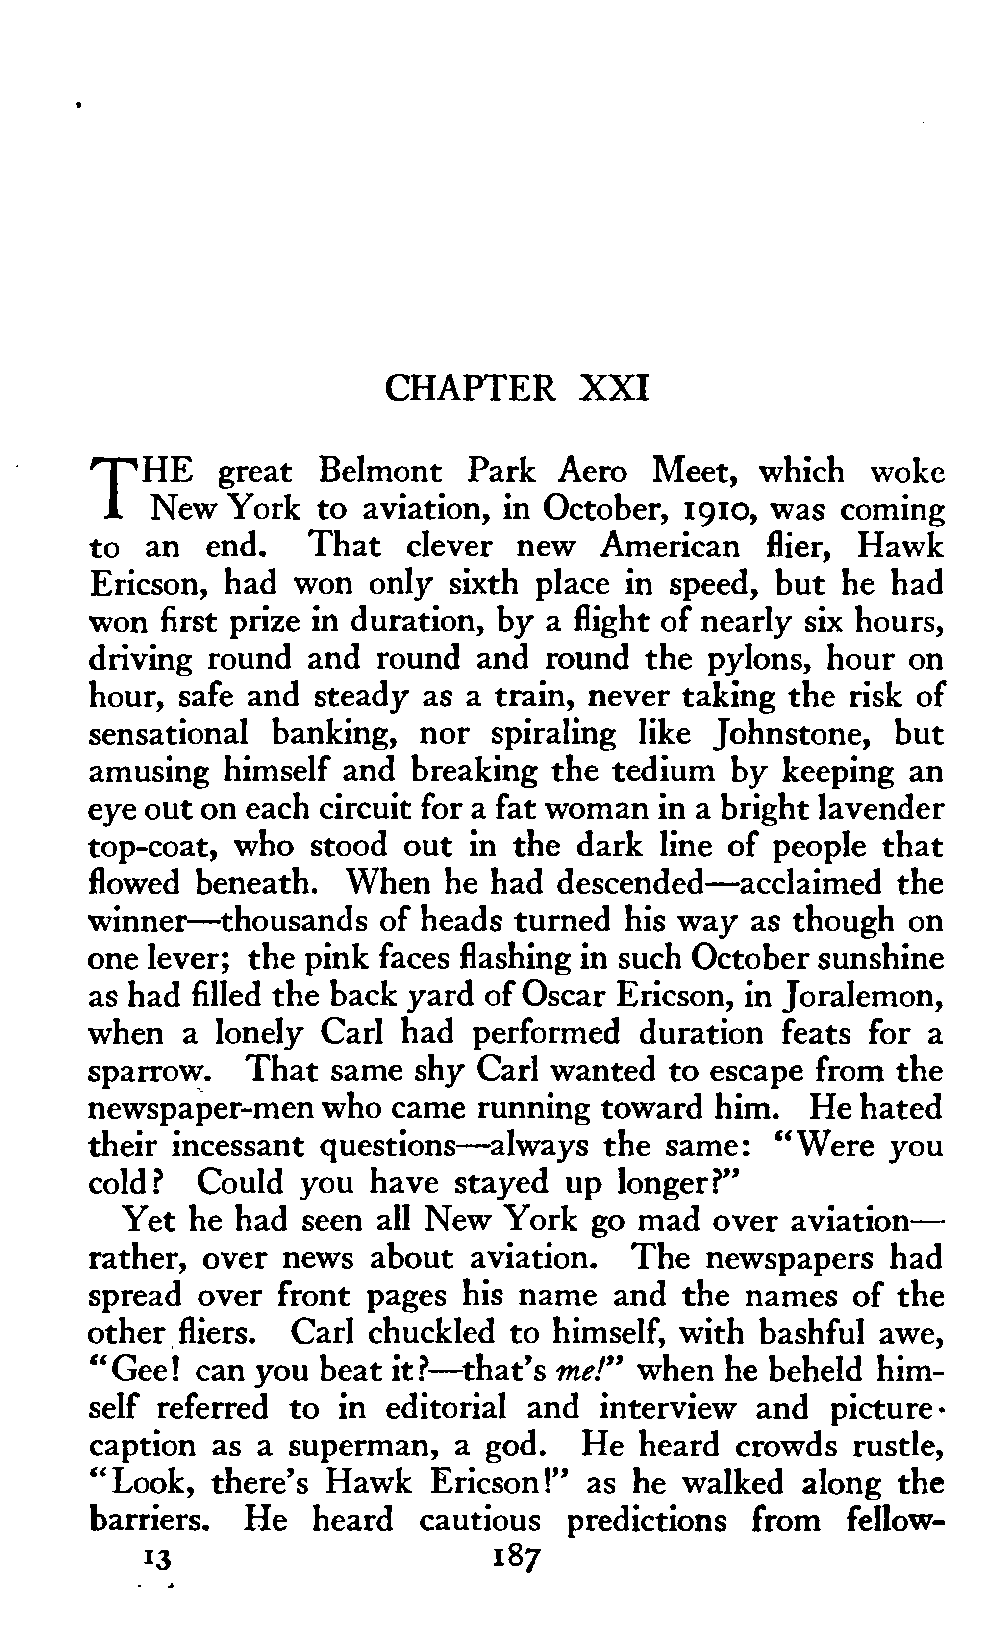 CHAPTER XXI
THE great Belmont Park Aero Meet, which woke
New York to aviation, in October, 1910, was coming
to an end. That clever new American flier, Hawk
Ericson, had won only sixth place in speed, but he had
won first prize in duration, by a flight of nearly six hours,
driving round and round and round the pylons, hour on
hour, safe and steady as a train, never taking the risk of
sensational banking, nor spiraling like Johnstone, but
amusing himself and breaking the tedium by keeping an
eye out on each circuit for a fat woman in a bright lavender
top-coat, who stood out in the dark line of people that
flowed beneath. When he had descended—acclaimed the
winner—thousands of heads turned his way as though on
one lever; the pink faces flashing in such October sunshine
as had filled the back yard of Oscar Ericson, in Joralemon,
when a lonely Carl had performed duration feats for a
sparrow. That same shy Carl wanted to escape from the
newspaper-men who came running toward him. He hated
their incessant questions—always the same: "Were you
cold? Could you have stayed up longer?"
Yet he had seen all New York go mad over aviation—
rather, over news about aviation. The newspapers had
spread over front pages his name and the names of the
other fliers. Carl chuckled to himself, with bashful awe,
"Gee! can you beat it?—that's me!" when he beheld him-
self referred to in editorial and interview and picture-
caption as a superman, a god. He heard crowds rustle,
"Look, there's Hawk Ericson!" as he walked along the
barriers. He heard cautious predictions from fellow-
13 187